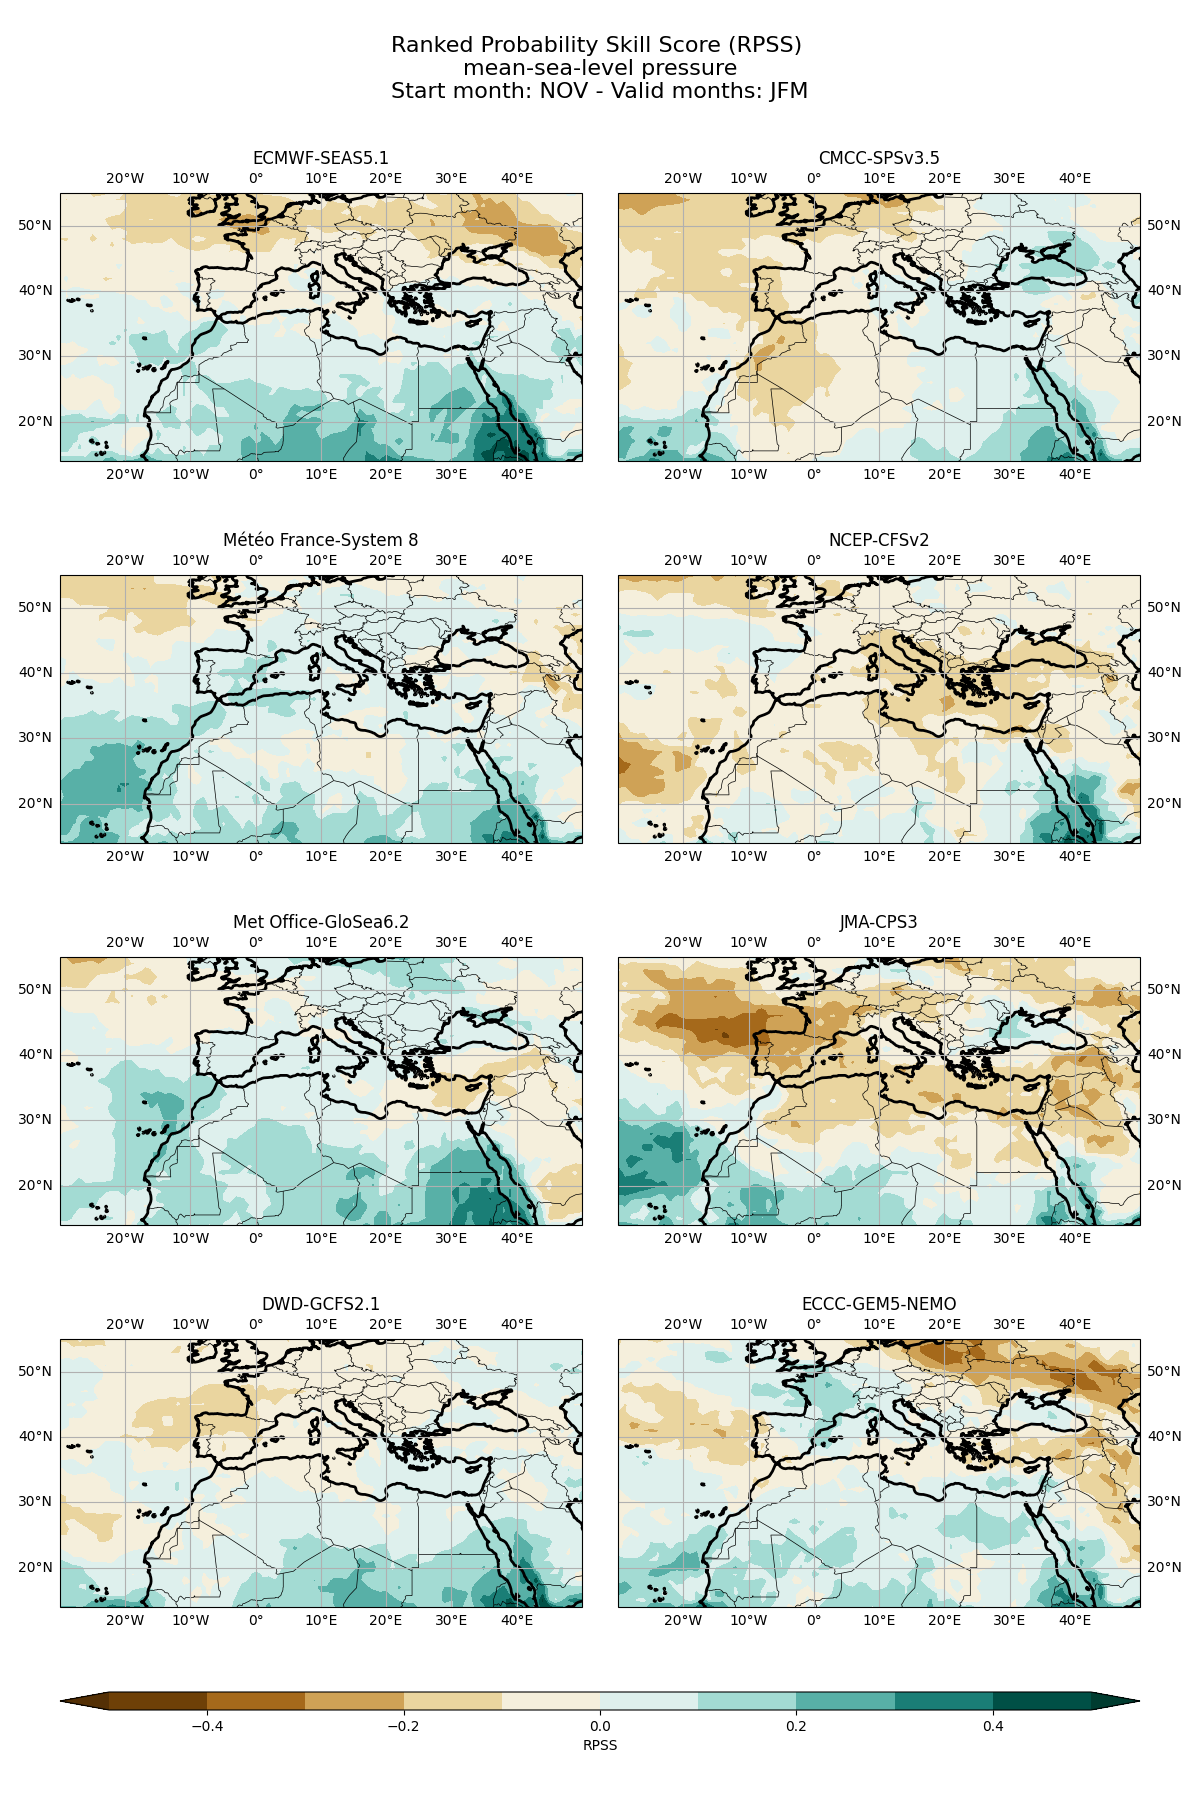 Ranked Probability Skill Score (RPSS)
mean-sea-level pressure
Start month: NOV - Valid months: JFM
ECMWF-SEAS5.1
20°W 10°W 0° 10°E 20°E 30°E 40°E
50°N
40°N
30°N
20°N
20°W 10°W 0° 10°E 20°E 30°E 40°E
CMCC-SPSv3.5
20°W 10°W 0° 10°E 20°E 30°E 40°E
50°N
40°N
30°N
20°N
20°W 10°W 0° 10°E 20°E 30°E 40°E
Météo France-System 8
20°W 10°W 0° 10°E 20°E 30°E 40°E
50°N
40°N
30°N
20°N
20°W 10°W 0° 10°E 20°E 30°E 40°E
NCEP-CFSv2
20°W 10°W 0° 10°E 20°E 30°E 40°E
50°N
40°N
30°N
20°N
20°W 10°W 0° 10°E 20°E 30°E 40°E
Met Office-GloSea6.2
20°W 10°W 0° 10°E 20°E 30°E 40°E
50°N
40°N
30°N
20°N
20°W 10°W 0° 10°E 20°E 30°E 40°E
JMA-CPS3
20°W 10°W 0° 10°E 20°E 30°E 40°E
50°N
40°N
30°N
20°N
20°W 10°W 0° 10°E 20°E 30°E 40°E
DWD-GCFS2.1
20°W 10°W 0° 10°E 20°E 30°E 40°E
50°N
40°N
30°N
20°N
20°W 10°W 0° 10°E 20°E 30°E 40°E
ECCC-GEM5-NEMO
20°W 10°W 0° 10°E 20°E 30°E 40°E
50°N
40°N
30°N
20°N
20°W 10°W 0° 10°E 20°E 30°E 40°E
−0.4 −0.2 0.0 0.2 0.4
RPSS